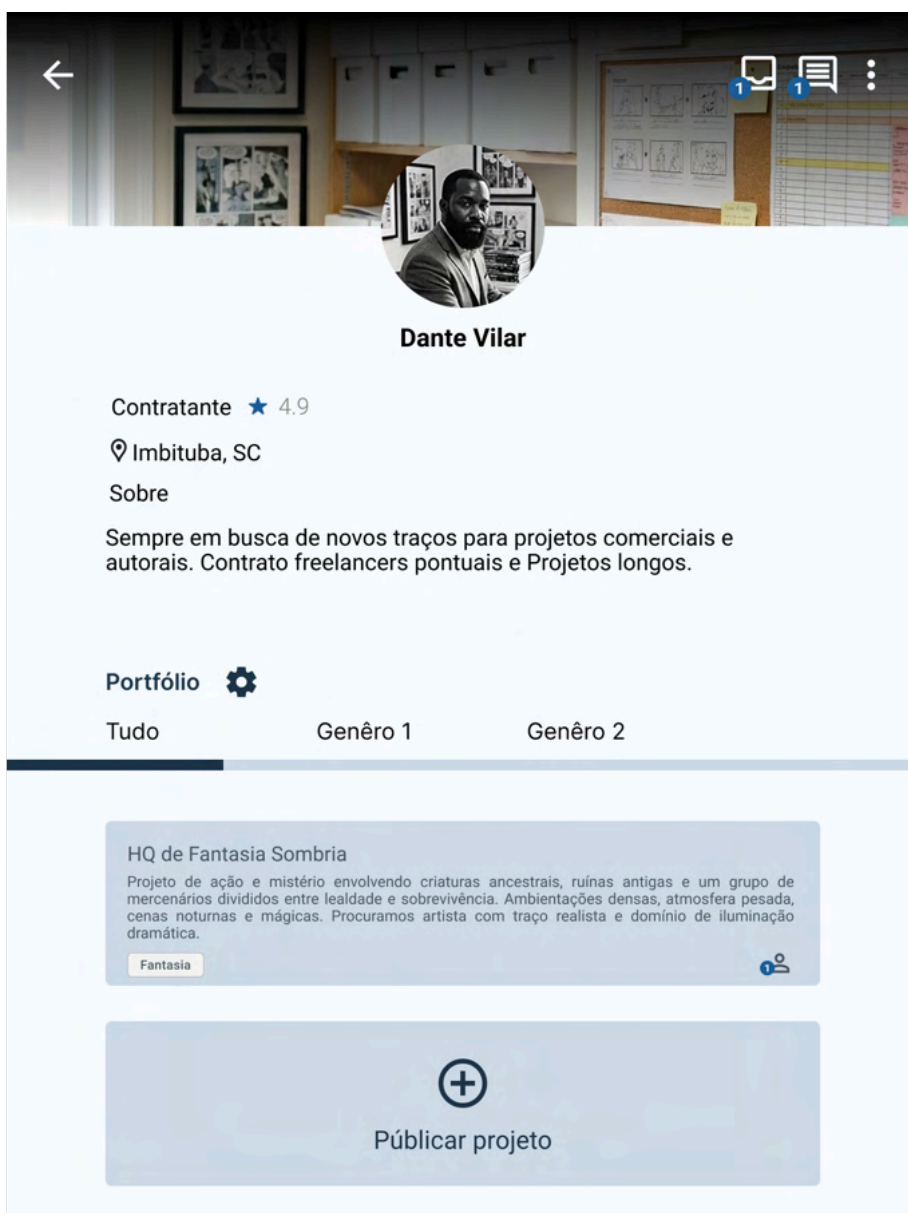 1
1
Dante Vilar
Contratante 4.9
Imbituba, SC
Sobre
Sempre em busca de novos traços para projetos comerciais e
autorais. Contrato freelancers pontuais e Projetos longos.
Portfólio
Tudo Genêro 1 Genêro 2
HQ de Fantasia Sombria
Projeto de ação e mistério envolvendo criaturas ancestrais, ruínas antigas e um grupo de
mercenários divididos entre lealdade e sobrevivência. Ambientações densas, atmosfera pesada,
cenas noturnas e mágicas. Procuramos artista com traço realista e domínio de iluminação
dramática.
Fantasia
1
Públicar projeto